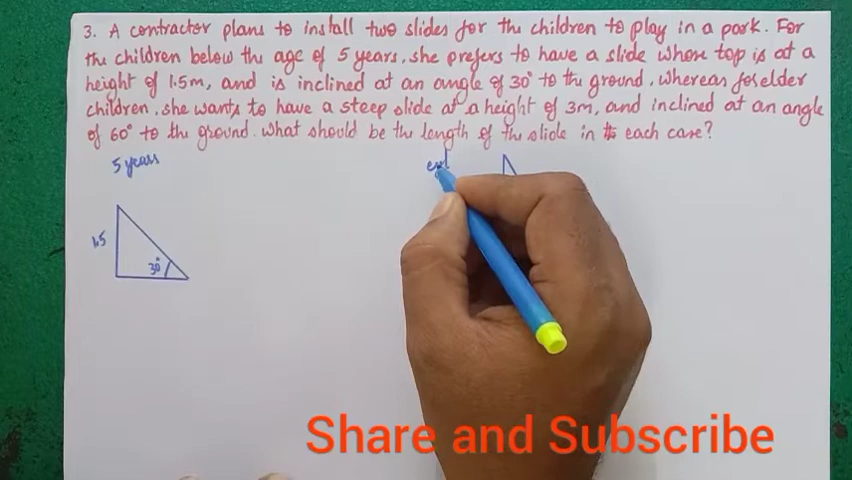 3. A contractor plans to install two slides for the children to play in a park. For
the children below the age of 5 years, she prefers to have a slide whose top is at a
height of 1.5m, and is inclined at an angle of 30° to the ground, whereas for elder
children, she wants to have a steep slide at a height of 3m, and inclined at an angle
of 60° to the ground. What should be the length of the slide in each case?
5 years
1.5
30°
Share and Subscribe